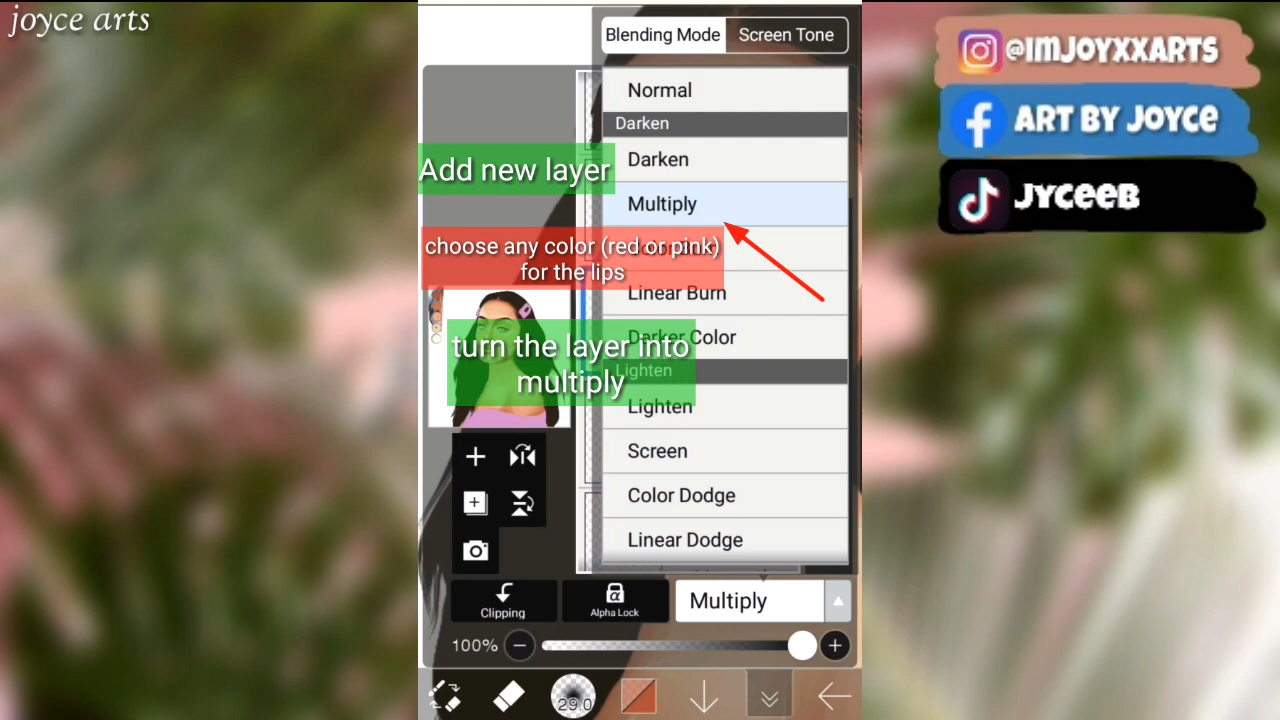 joyce arts
Blending Mode
Screen Tone
Normal
Darken
Darken
Multiply
Linear Burn
Darker Color
Lighten
Lighten
Screen
Color Dodge
Linear Dodge
Add new layer
choose any color (red or pink)
for the lips
turn the layer into
multiply
Clipping
α
Alpha Lock
Multiply
100%
29.0
@IMJOYXXARTS
ART BY JOYCE
JYCEEB